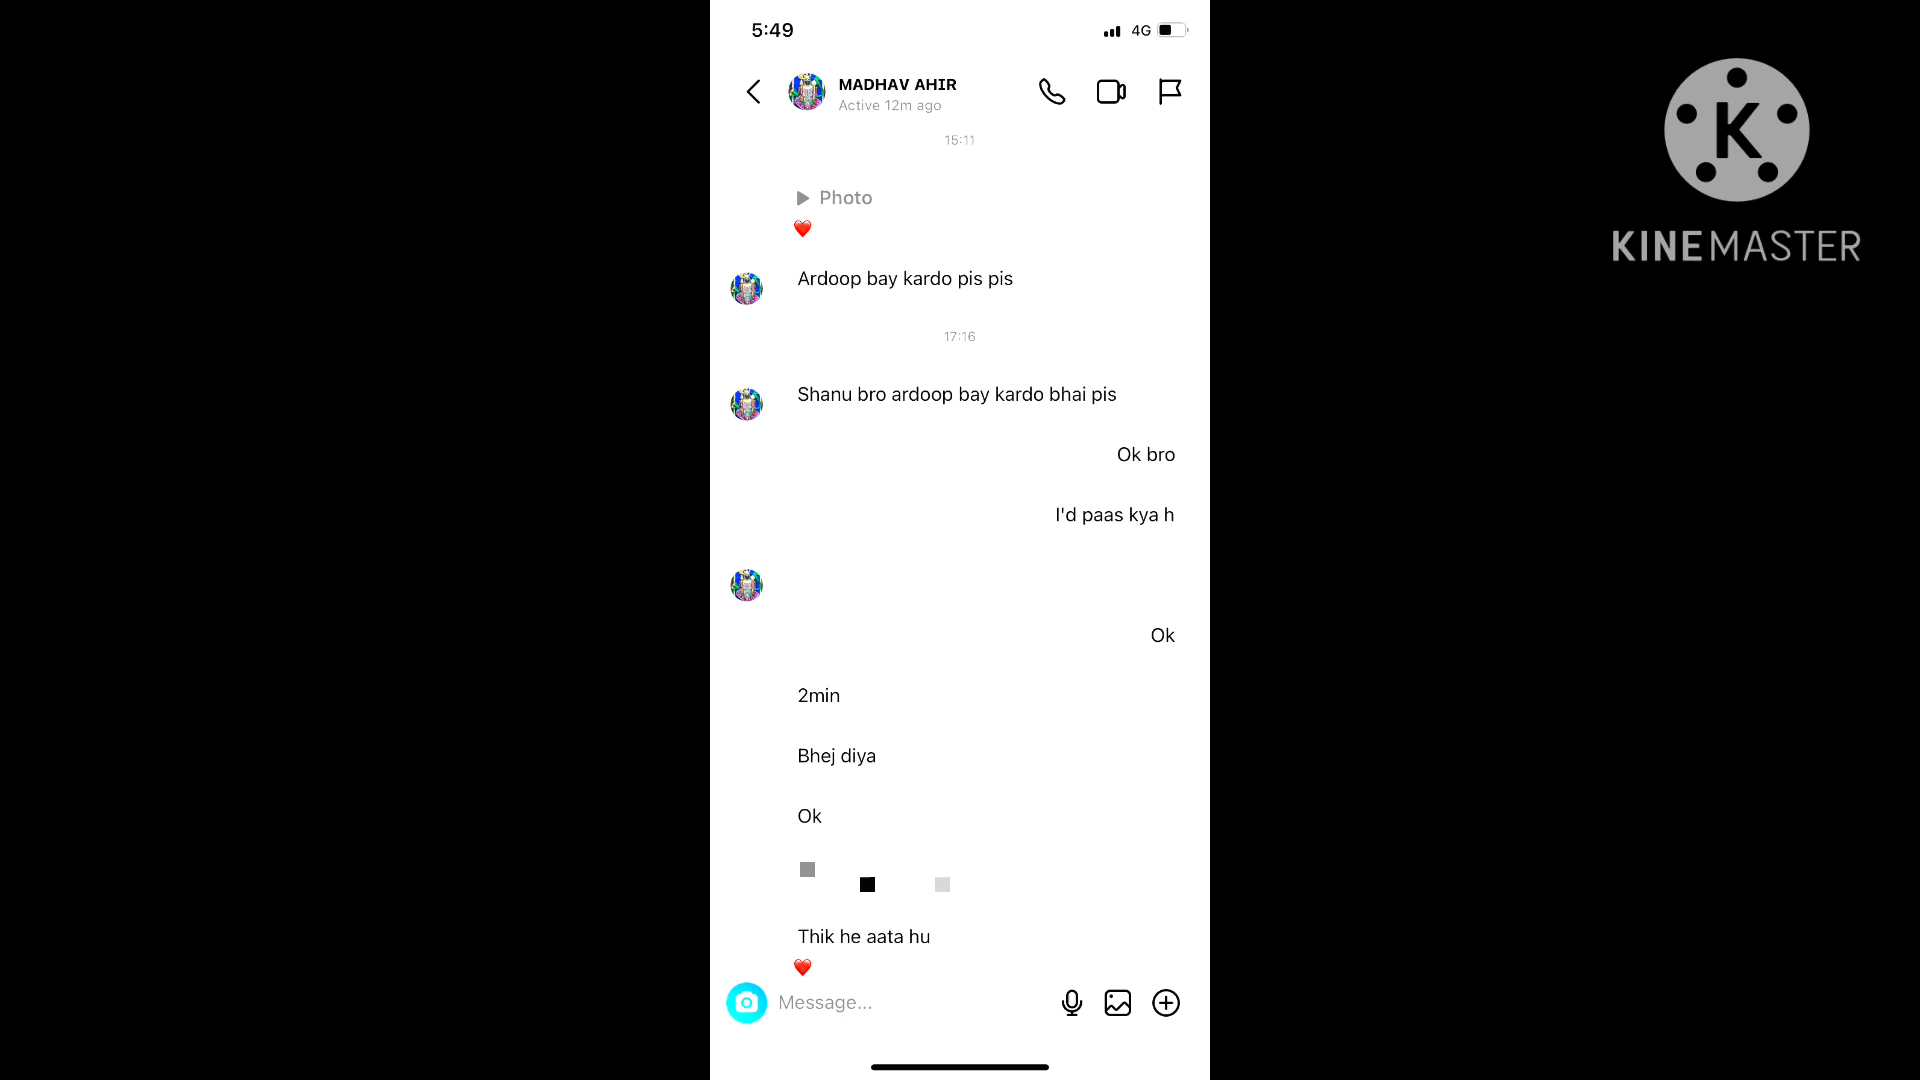 5:49
4G
MADHAV AHIR
Active 12m ago
15:11
Photo
Ardoop bay kardo pis pis
17:16
Shanu bro ardoop bay kardo bhai pis
Ok bro
I'd paas kya h
Ok
2min
Bhej diya
Ok
Thik he aata hu
Message...
K
KINEMASTER